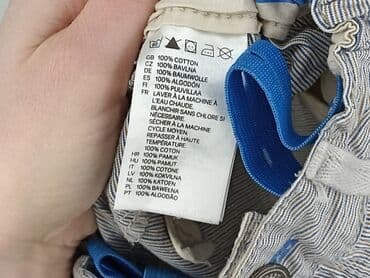 GB 100% COTTON
CZ 100% BAVLNA
DE 100% BAUMWOLLE
ES 100% ALGODÓN
FI 100% PUUVILLAA
FR LAVER À LA MACHINE À
L'EAU CHAUDE.
BLANCHIR SANS CHLORE SI
NÉCESSAIRE.
SÉCHER À LA MACHINE
CYCLE MOYEN.
REPASSER À HAUTE
TEMPÉRATURE.
100% COTON
HR 100% PAMUK
HU 100% PAMUT
IT 100% COTONE
LV 100% KOKVILNA
NL 100% KATOEN
PL 100% BAWEŁNA
PT 100% ALGODÃO